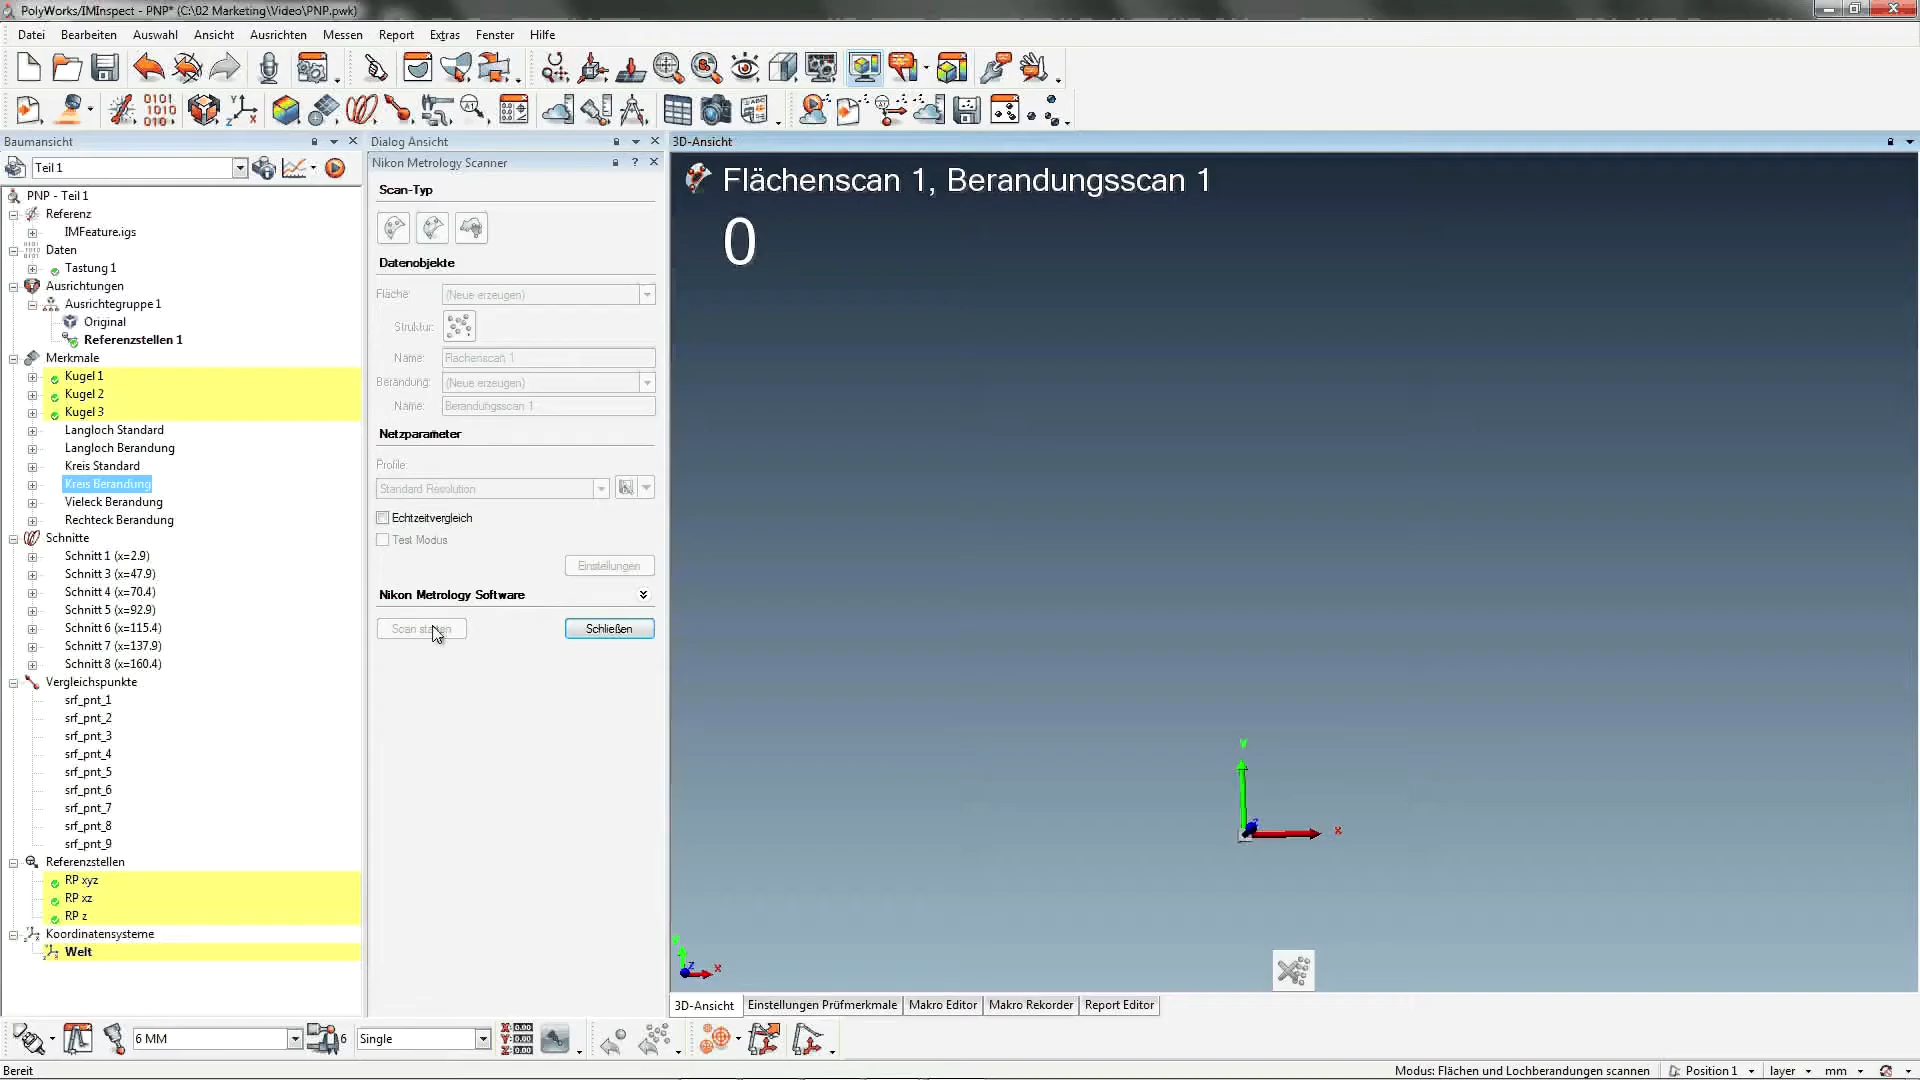 PolyWorks/IMInspect - PNP* (C:\02 Marketing\Video\PNP.pwk)
Datei Bearbeiten Auswahl Ansicht Ausrichten Messen Report Extras Fenster Hilfe
Baumansicht
Teil 1
PNP - Teil 1
Referenz
IMFeature.igs
Daten
Tastung 1
Ausrichtungen
Ausrichtegruppe 1
Original
Referenzstellen 1
Merkmale
Kugel 1
Kugel 2
Kugel 3
Langloch Standard
Langloch Berandung
Kreis Standard
Kreis Berandung
Vieleck Berandung
Rechteck Berandung
Schnitte
Schnitt 1 (x=2.9)
Schnitt 3 (x=47.9)
Schnitt 4 (x=70.4)
Schnitt 5 (x=92.9)
Schnitt 6 (x=115.4)
Schnitt 7 (x=137.9)
Schnitt 8 (x=160.4)
Vergleichspunkte
srf_pnt_1
srf_pnt_2
srf_pnt_3
srf_pnt_4
srf_pnt_5
srf_pnt_6
srf_pnt_7
srf_pnt_8
srf_pnt_9
Referenzstellen
RP xyz
RP xz
RP z
Koordinatensysteme
Welt
Dialog Ansicht
Nikon Metrology Scanner
Scan-Typ
Datenobjekte
Fläche: (Neue erzeugen)
Struktur:
Name: Flächenscan 1
Berandung: (Neue erzeugen)
Name: Berandungsscan 1
Netzparameter
Profile:
Standard Resolution
Echtzeitvergleich
Test Modus
Einstellungen
Nikon Metrology Software
Schließen
3D-Ansicht
Flächenscan 1, Berandungsscan 1
0
Y
X
Y
Z
X
3D-Ansicht Einstellungen Prüfmerkmale Makro Editor Makro Rekorder Report Editor
6 MM
6
Single
Bereit
Modus: Flächen und Lochberandungen scannen
Position 1
layer
mm